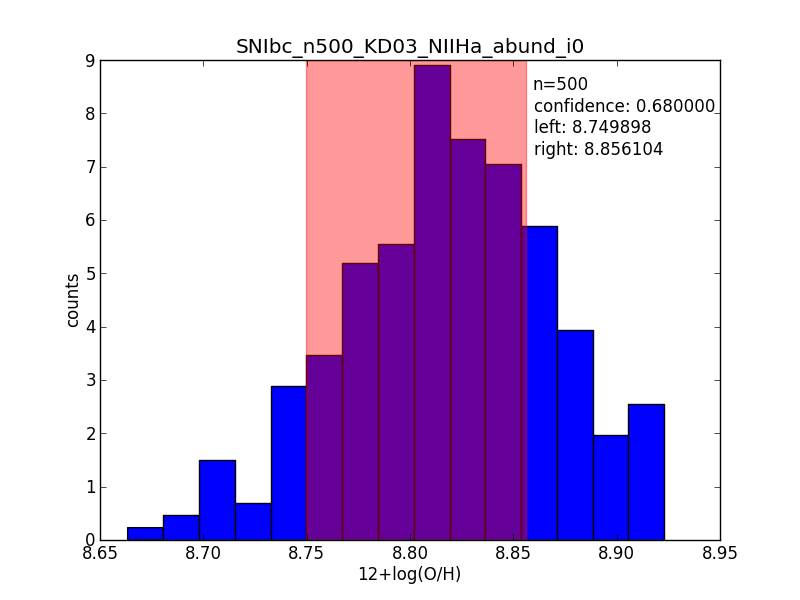 SNIbc_n500_KD03_NIIHa_abund_i0
n=500
confidence: 0.680000
left: 8.749898
right: 8.856104
counts
9
8
7
6
5
4
3
2
1
0
8.65 8.70 8.75 8.80 8.85 8.90 8.95
12+log(O/H)